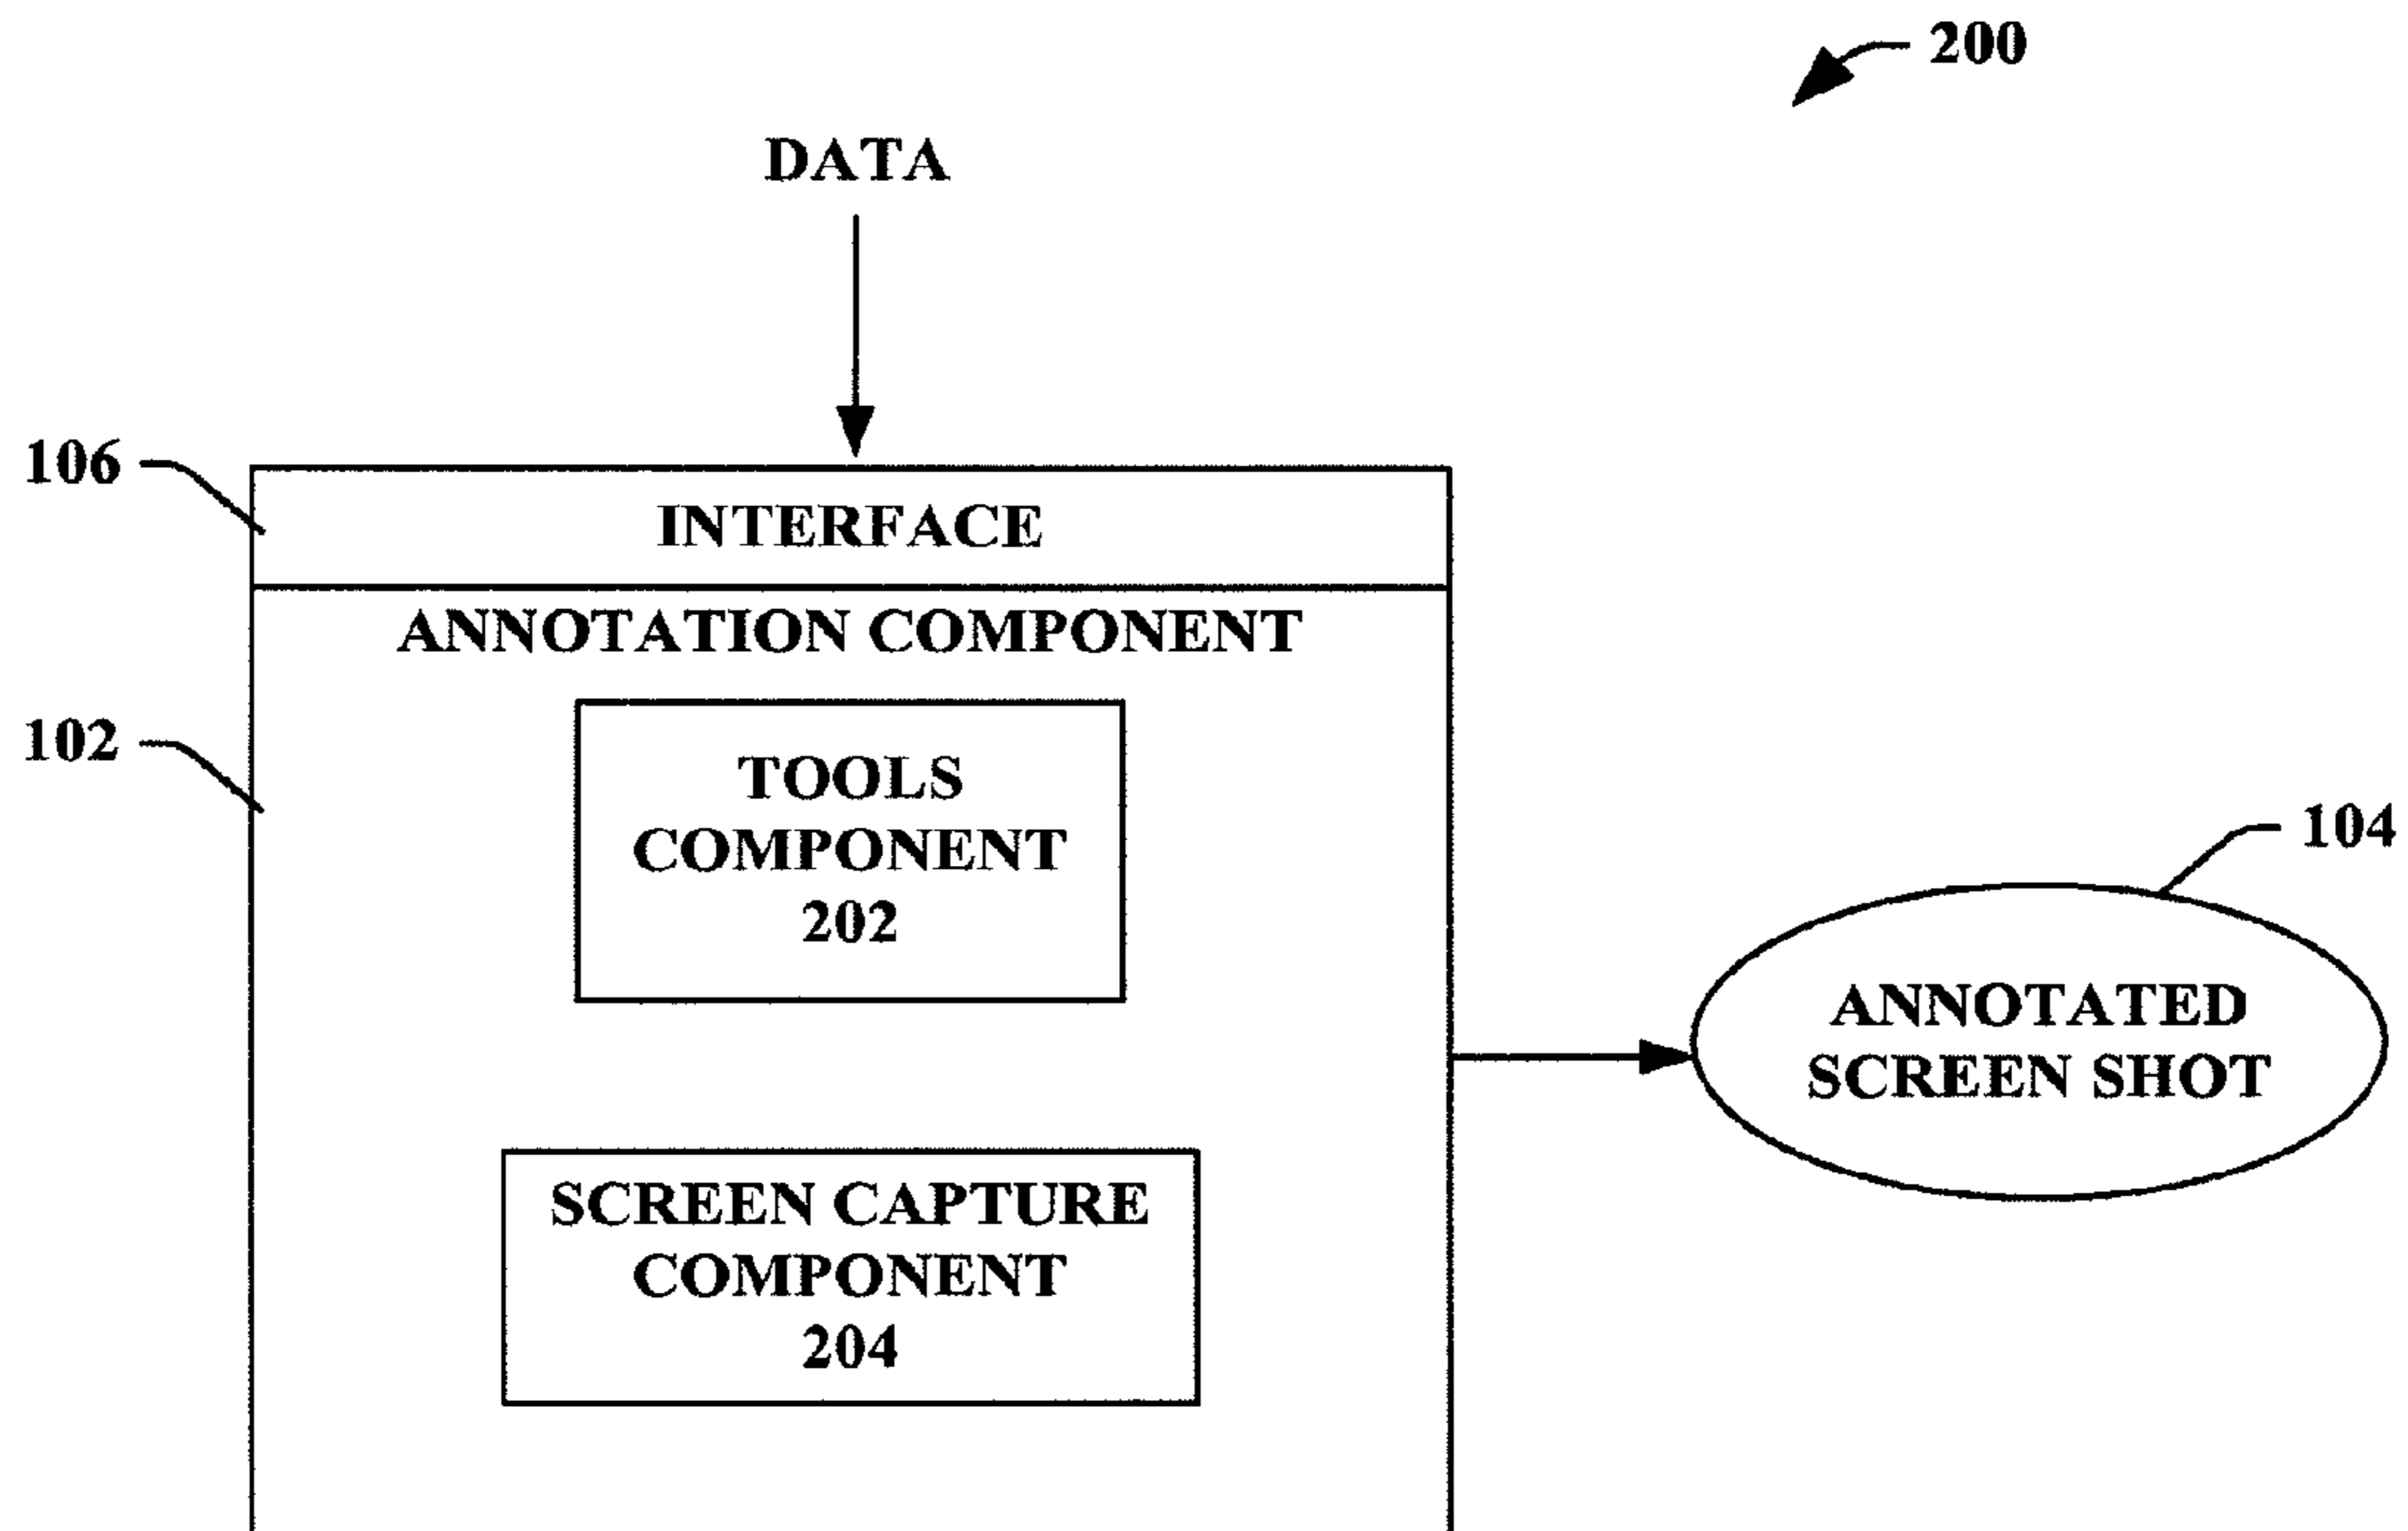 200
DATA
106
INTERFACE
ANNOTATION COMPONENT
102
TOOLS
COMPONENT
202
104
ANNOTATED
SCREEN SHOT
SCREEN CAPTURE
COMPONENT
204